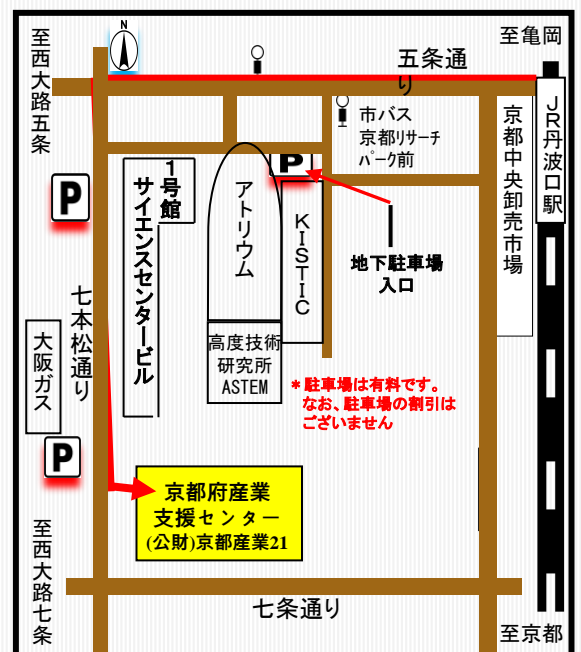 N
至亀岡
至西大路五条
五条通り
市バス
京都リサーチ
パーク前
JR丹波口駅
京都中央卸売市場
P
1号館
サイエンスセンタービル
アトリウム
P
KISTIC
地下駐車場
入口
七本松通り
大阪ガス
高度技術
研究所
ASTEM
*駐車場は有料です。
なお、駐車場の割引は
ございません
P
京都府産業
支援センター
(公財)京都産業21
至西大路七条
七条通り
至京都